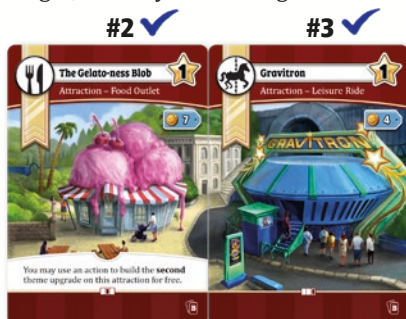 #2 #3
The Gelato-ness Blob 1
Attraction – Food Outlet
7
You may use an action to build the second
theme upgrade on this attraction for free.
B
Gravitron 1
Attraction – Leisure Ride
4
GRAVITRON
B